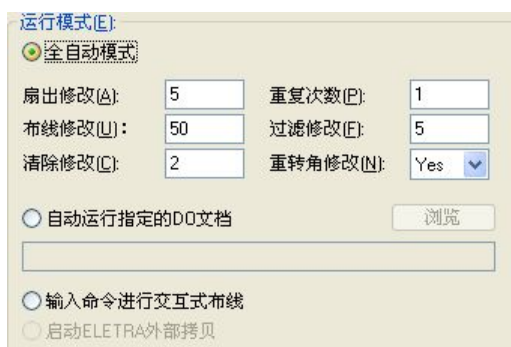 运行模式(E):
全自动模式
扇出修改(A): 5 重复次数(P): 1
布线修改(U): 50 过滤修改(F): 5
清除修改(C): 2 重转角修改(N): Yes
自动运行指定的DO文档 浏览
输入命令进行交互式布线
启动ELETRA外部拷贝